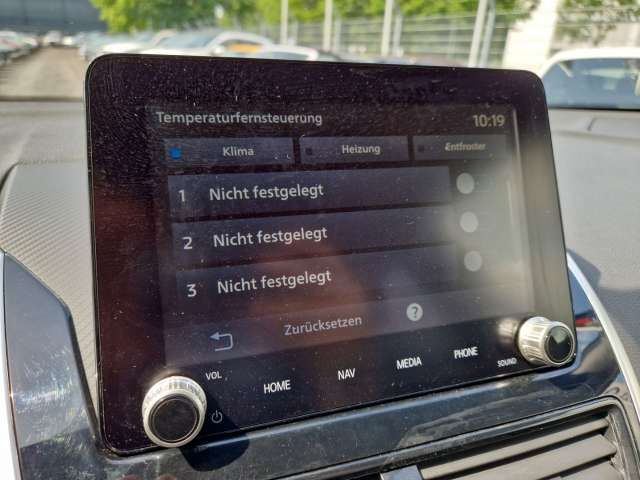 Temperaturfernsteuerung 10:19
Klima Heizung Entfroster
1 Nicht festgelegt
2 Nicht festgelegt
3 Nicht festgelegt
Zurücksetzen ?
VOL HOME NAV MEDIA PHONE SOUND